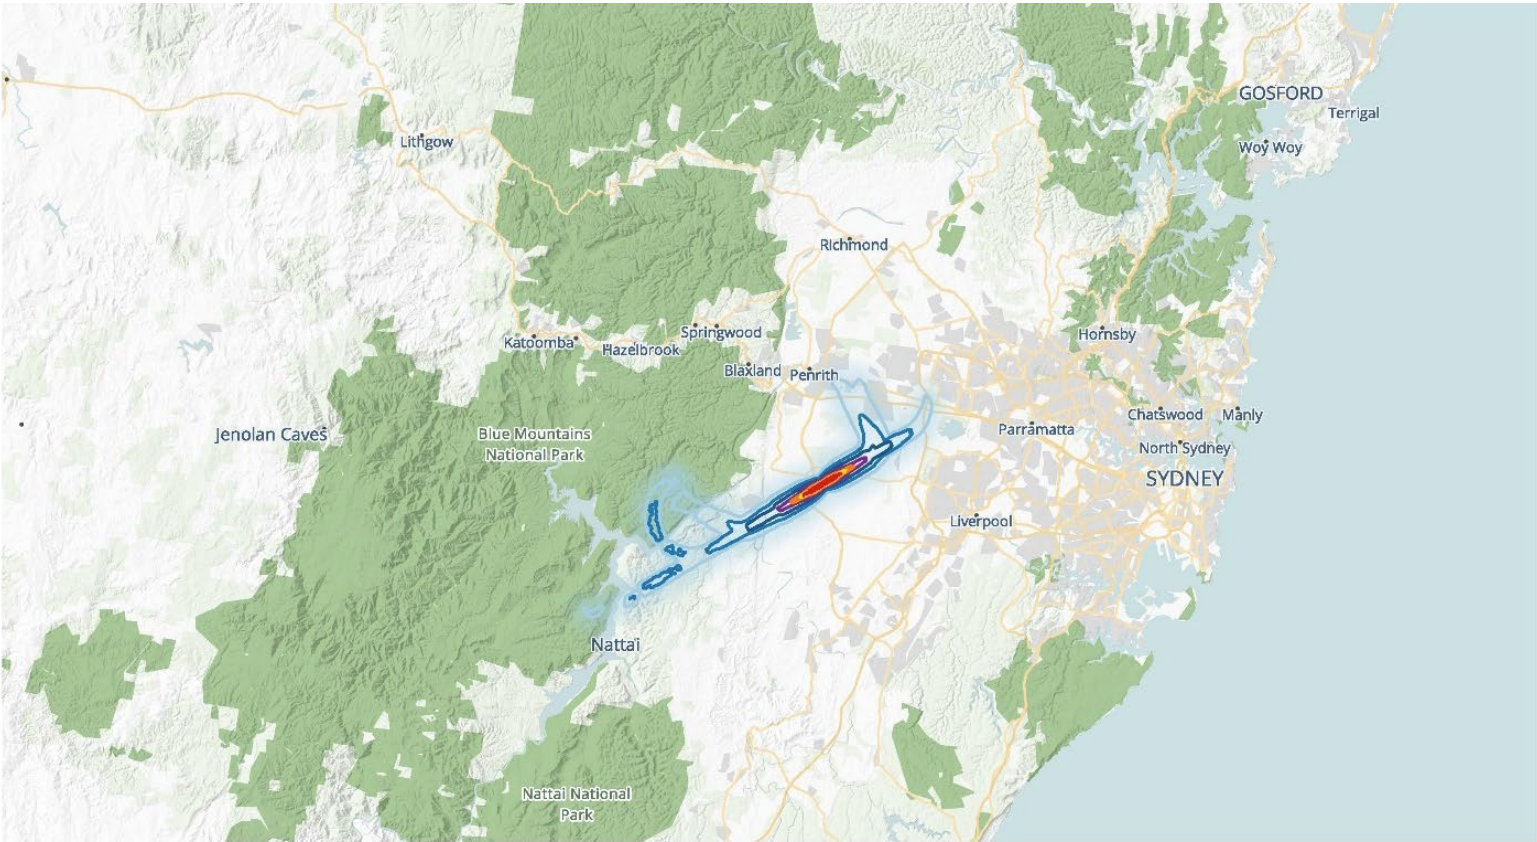 GOSFORD
Terrigal
Lithgow
Woy Woy
Richmond
Springwood
Hornsby
Katoomba
Hazelbrook
Blaxland
Penrith
Chatswood
Manly
Jenolan Caves
Blue Mountains
National Park
Parramatta
North Sydney
SYDNEY
Liverpool
Nattai
Nattai National
Park